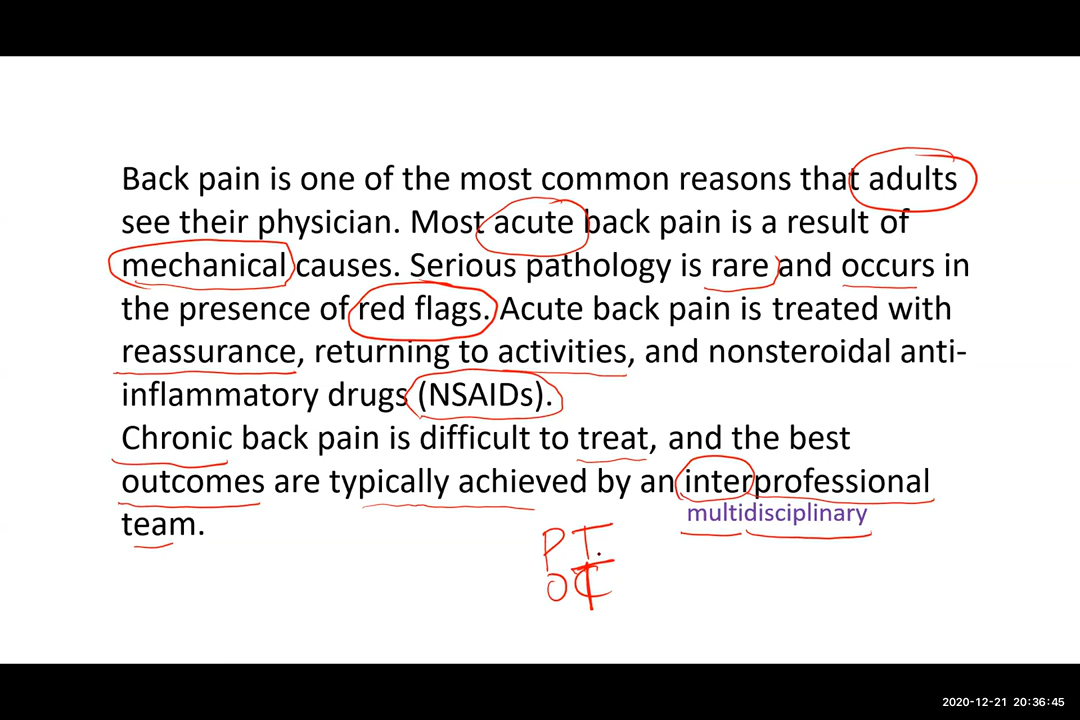 Back pain is one of the most common reasons that adults
see their physician. Most acute back pain is a result of
mechanical causes. Serious pathology is rare and occurs in
the presence of red flags. Acute back pain is treated with
reassurance, returning to activities, and nonsteroidal anti-
inflammatory drugs (NSAIDs).
Chronic back pain is difficult to treat, and the best
outcomes are typically achieved by an interprofessional
multidisciplinary
team.
PT.
2020-12-21 20:36:45